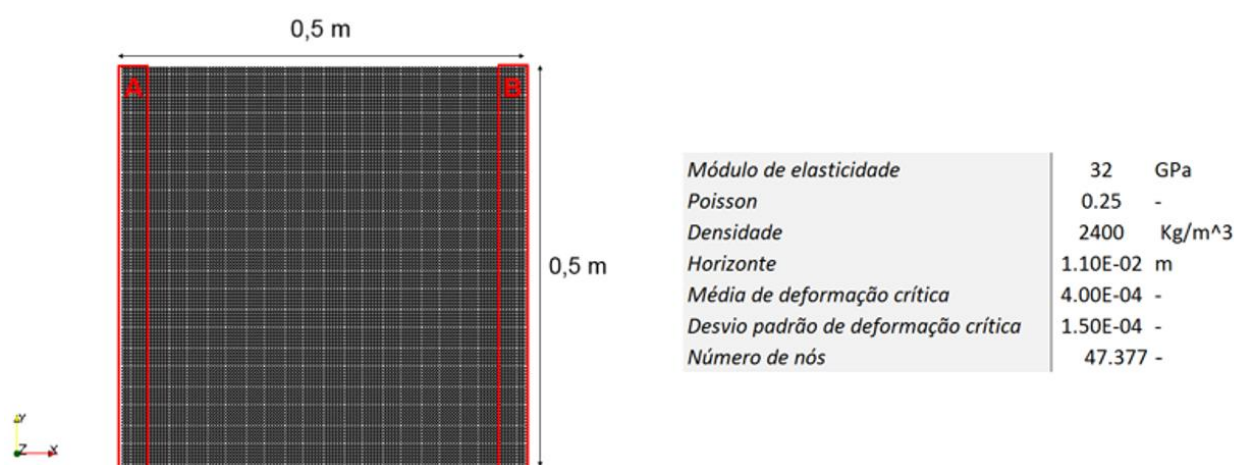 0,5 m
A B
0,5 m
Módulo de elasticidade 32 GPa
Poisson 0.25 -
Densidade 2400 Kg/m^3
Horizonte 1.10E-02 m
Média de deformação crítica 4.00E-04 -
Desvio padrão de deformação crítica 1.50E-04 -
Número de nós 47.377 -
Y
Z X